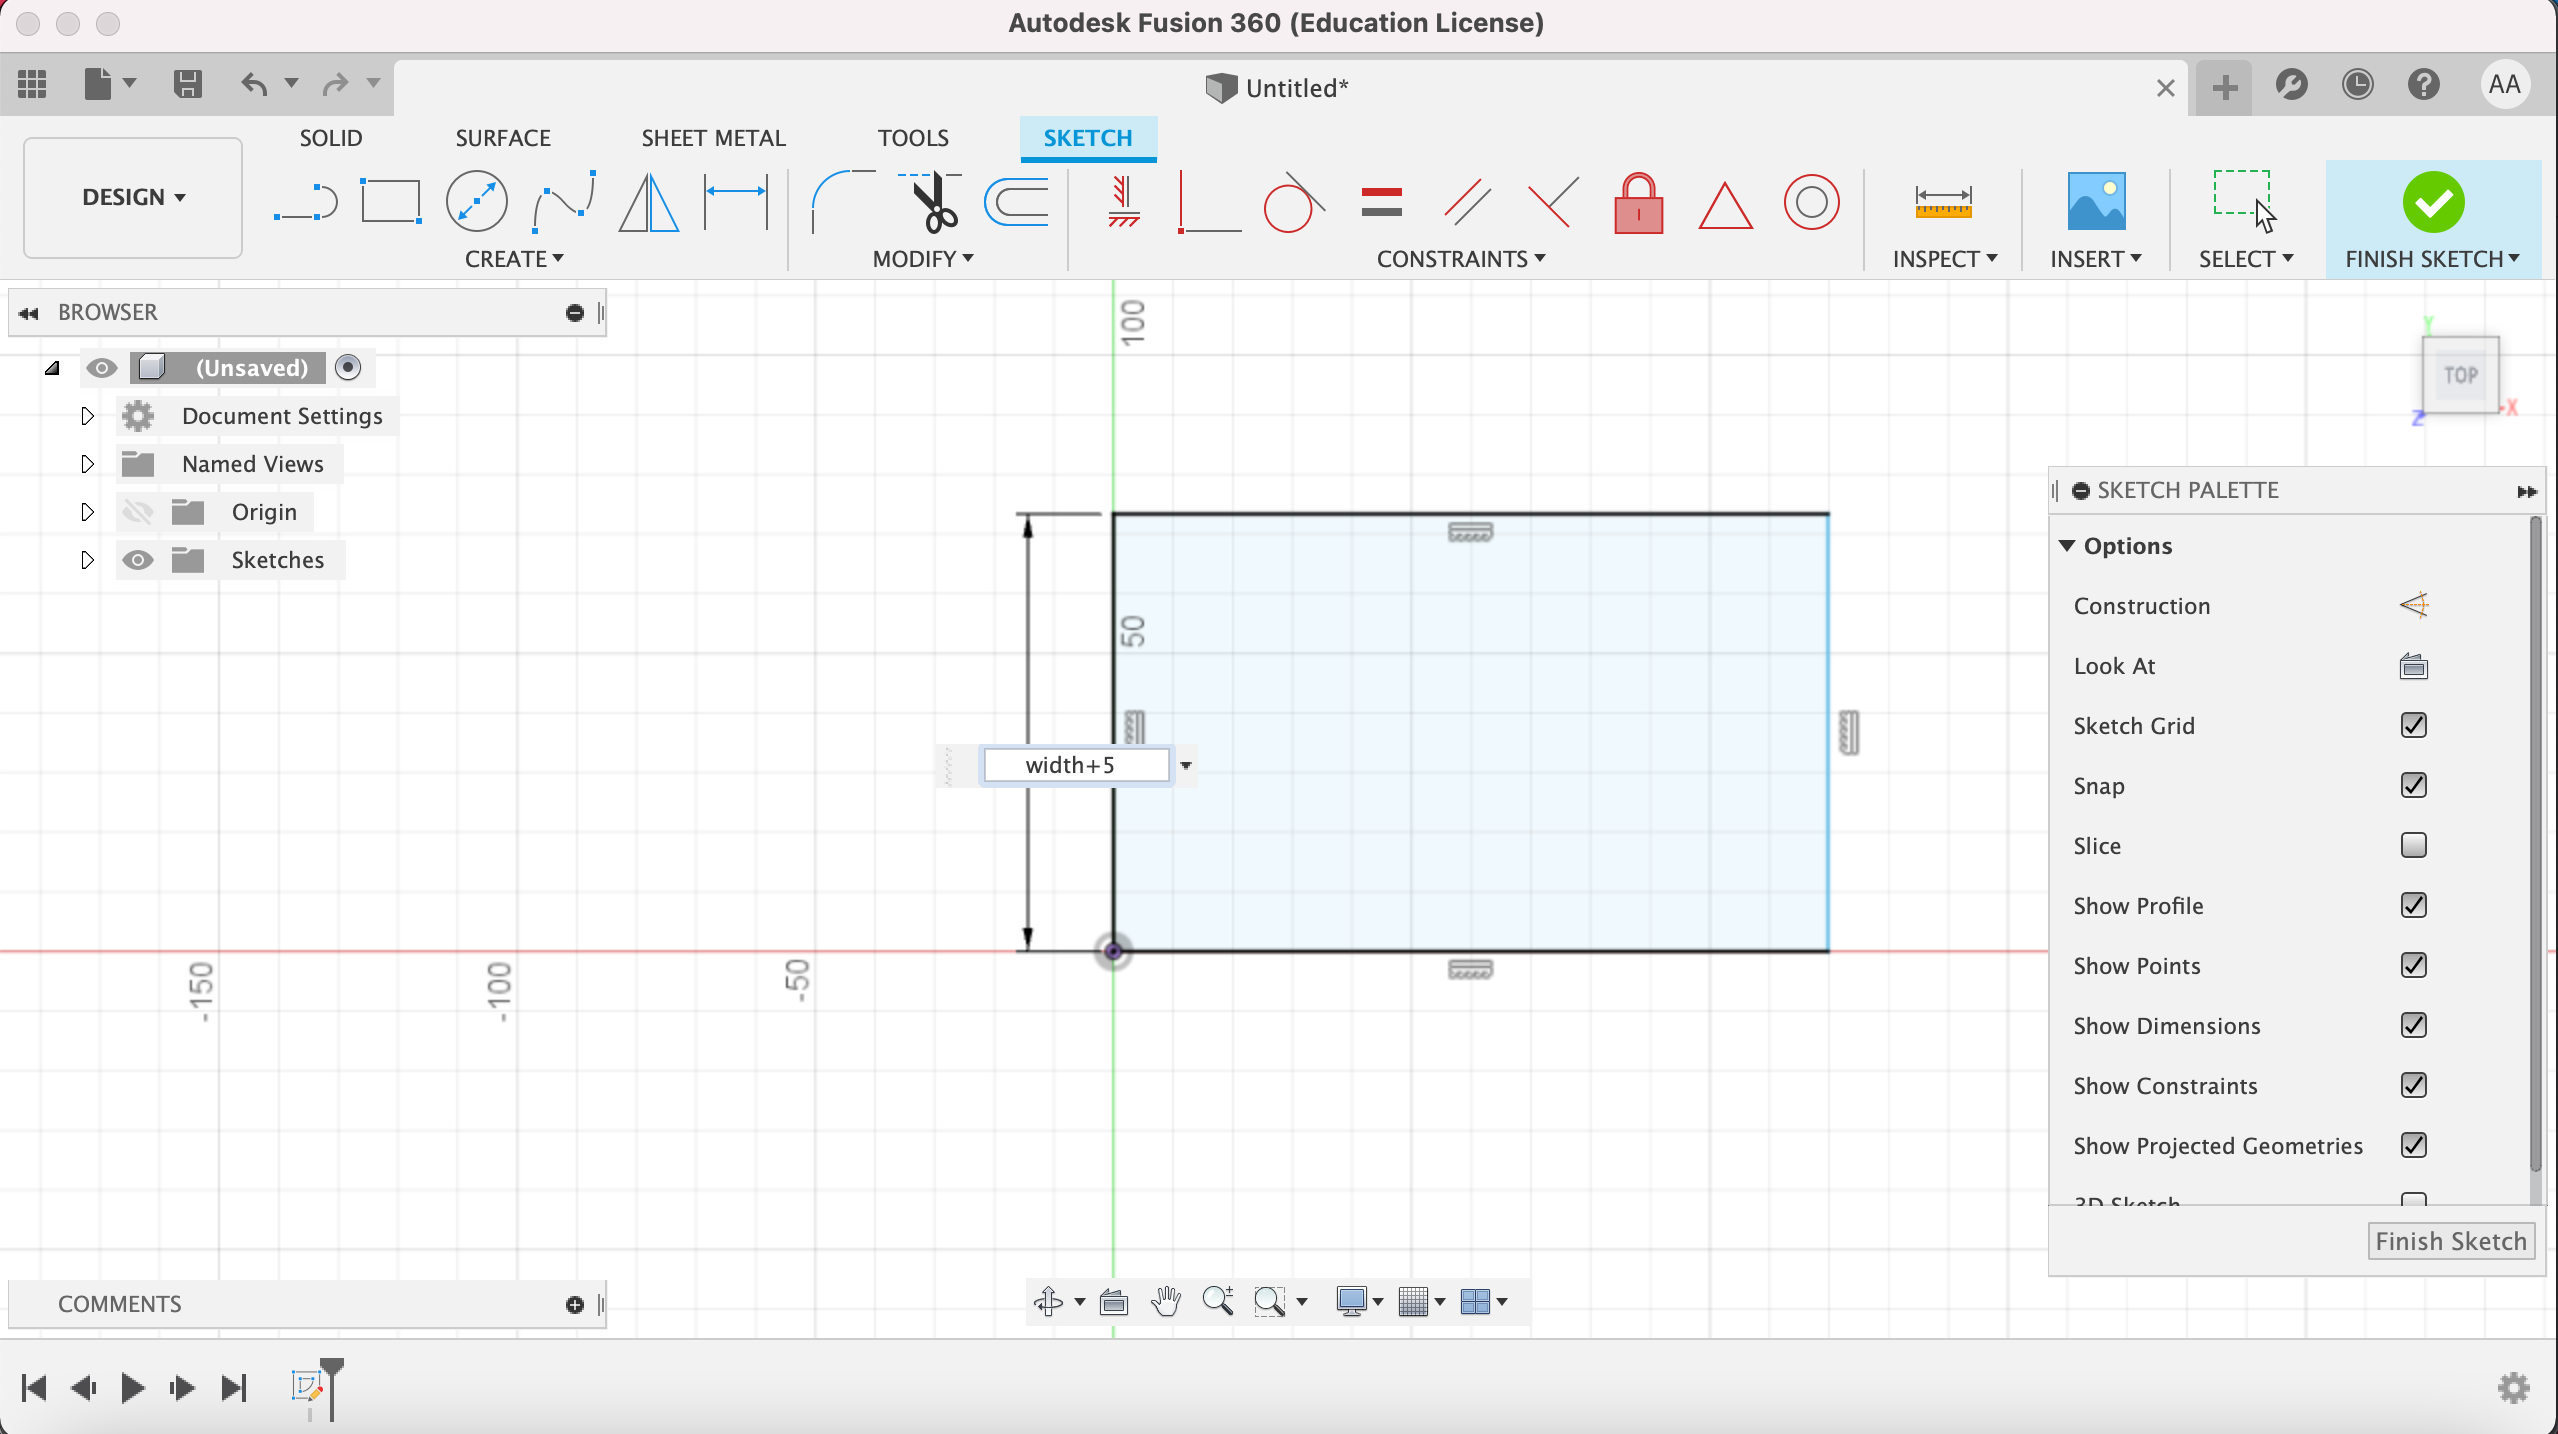 Autodesk Fusion 360 (Education License)
Untitled*
AA
SOLID SURFACE SHEET METAL TOOLS SKETCH
DESIGN
CREATE MODIFY CONSTRAINTS INSPECT INSERT SELECT FINISH SKETCH
BROWSER
(Unsaved)
Document Settings
Named Views
Origin
Sketches
100
50
width+5
-150
-100
-50
Y
TOP
X
Z
SKETCH PALETTE
Options
Construction
Look At
Sketch Grid
Snap
Slice
Show Profile
Show Points
Show Dimensions
Show Constraints
Show Projected Geometries
3D Sketch
Finish Sketch
COMMENTS